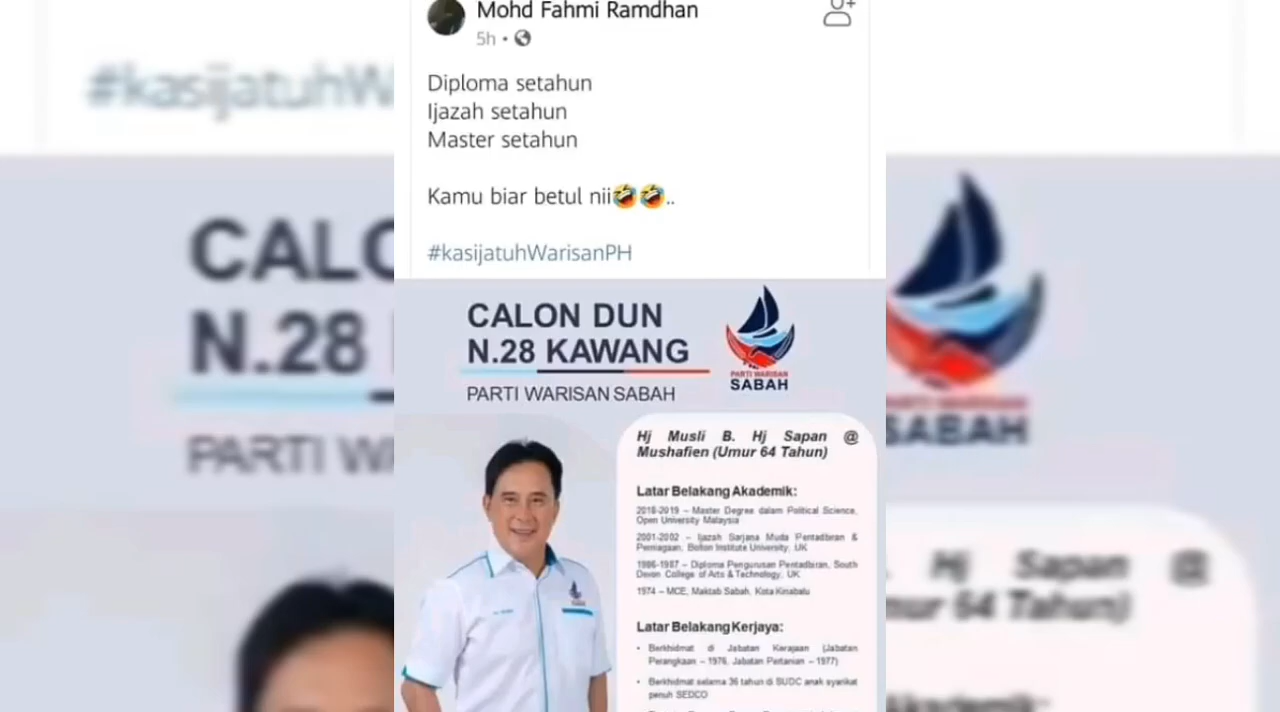 Mohd Fahmi Ramdhan
5h
Diploma setahun
Ijazah setahun
Master setahun
Kamu biar betul nii🤣🤣..
#kasijatuhWarisanPH
CALON DUN
N.28 KAWANG
PARTI WARISAN SABAH
PARTI WARISAN
SABAH
Hj Musli B. Hj Sapan @
Mushafien (Umur 64 Tahun)
Latar Belakang Akademik:
2018-2019 – Master Degree dalam Political Science,
Open University Malaysia
2001-2002 – Ijazah Sarjana Muda Pentadbiran &
Perniagaan, Bolton Institute University, UK
1986-1987 – Diploma Pengurusan Pentadbiran, South
Devon College of Arts & Technology, UK
1974 – MCE, Maktab Sabah, Kota Kinabalu
Latar Belakang Kerjaya:
• Berkhidmat di Jabatan Kerajaan (Jabatan
Perangkaan – 1976, Jabatan Pertanian – 1977)
• Berkhidmat selama 36 tahun di SUDC anak syarikat
penuh SEDCO